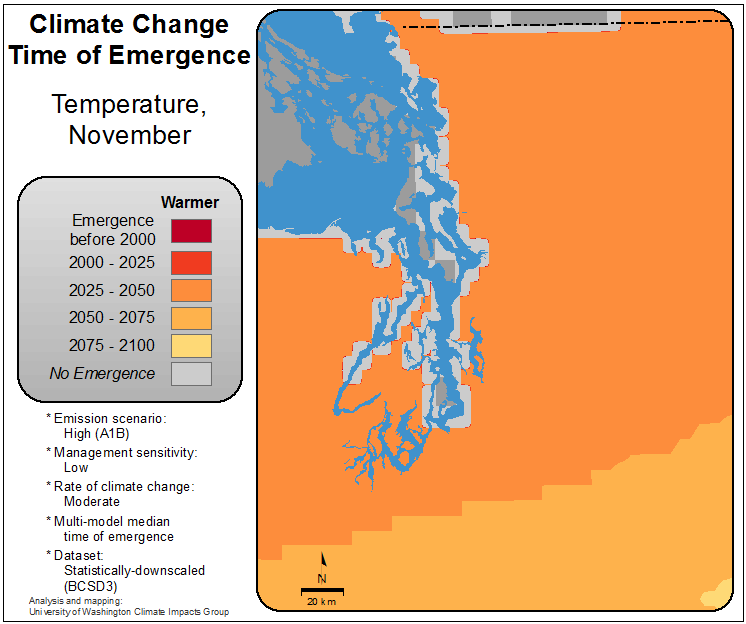 Climate Change
Time of Emergence
Temperature,
November
Warmer
Emergence
before 2000
2000 - 2025
2025 - 2050
2050 - 2075
2075 - 2100
No Emergence
* Emission scenario:
High (A1B)
* Management sensitivity:
Low
* Rate of climate change:
Moderate
* Multi-model median
time of emergence
* Dataset:
Statistically-downscaled
(BCSD3)
Analysis and mapping:
University of Washington Climate Impacts Group
N
20 km